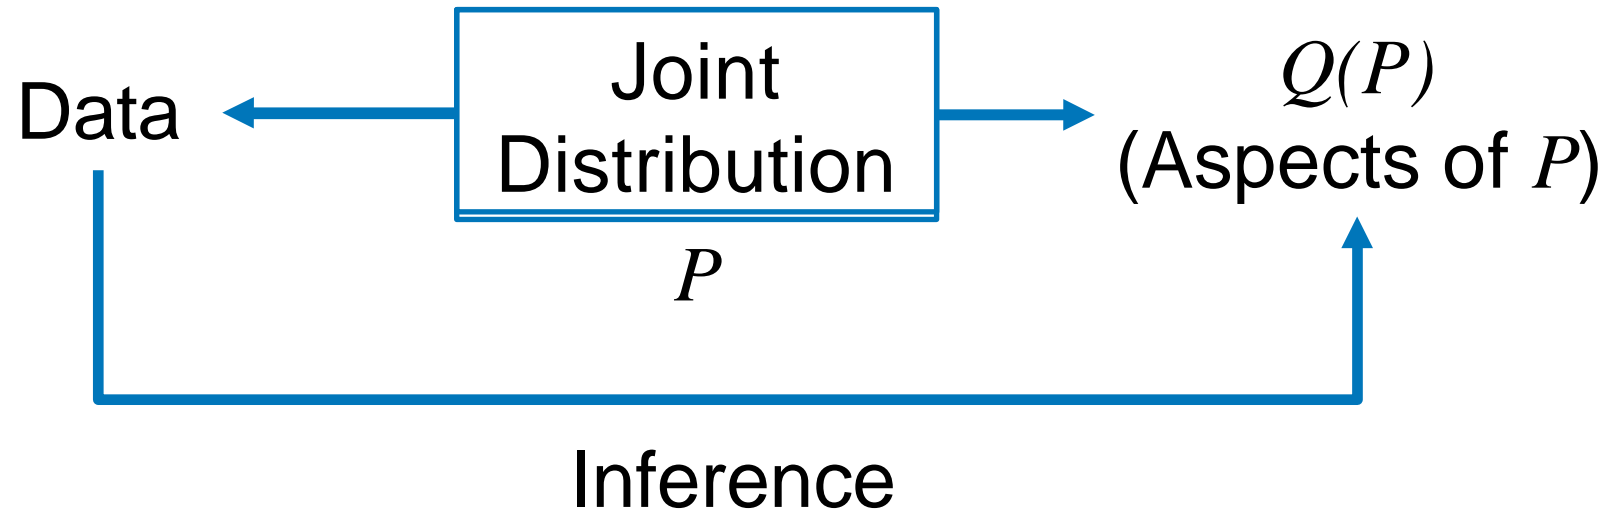 Data
Joint
Distribution
P
Q(P)
(Aspects of P)
Inference